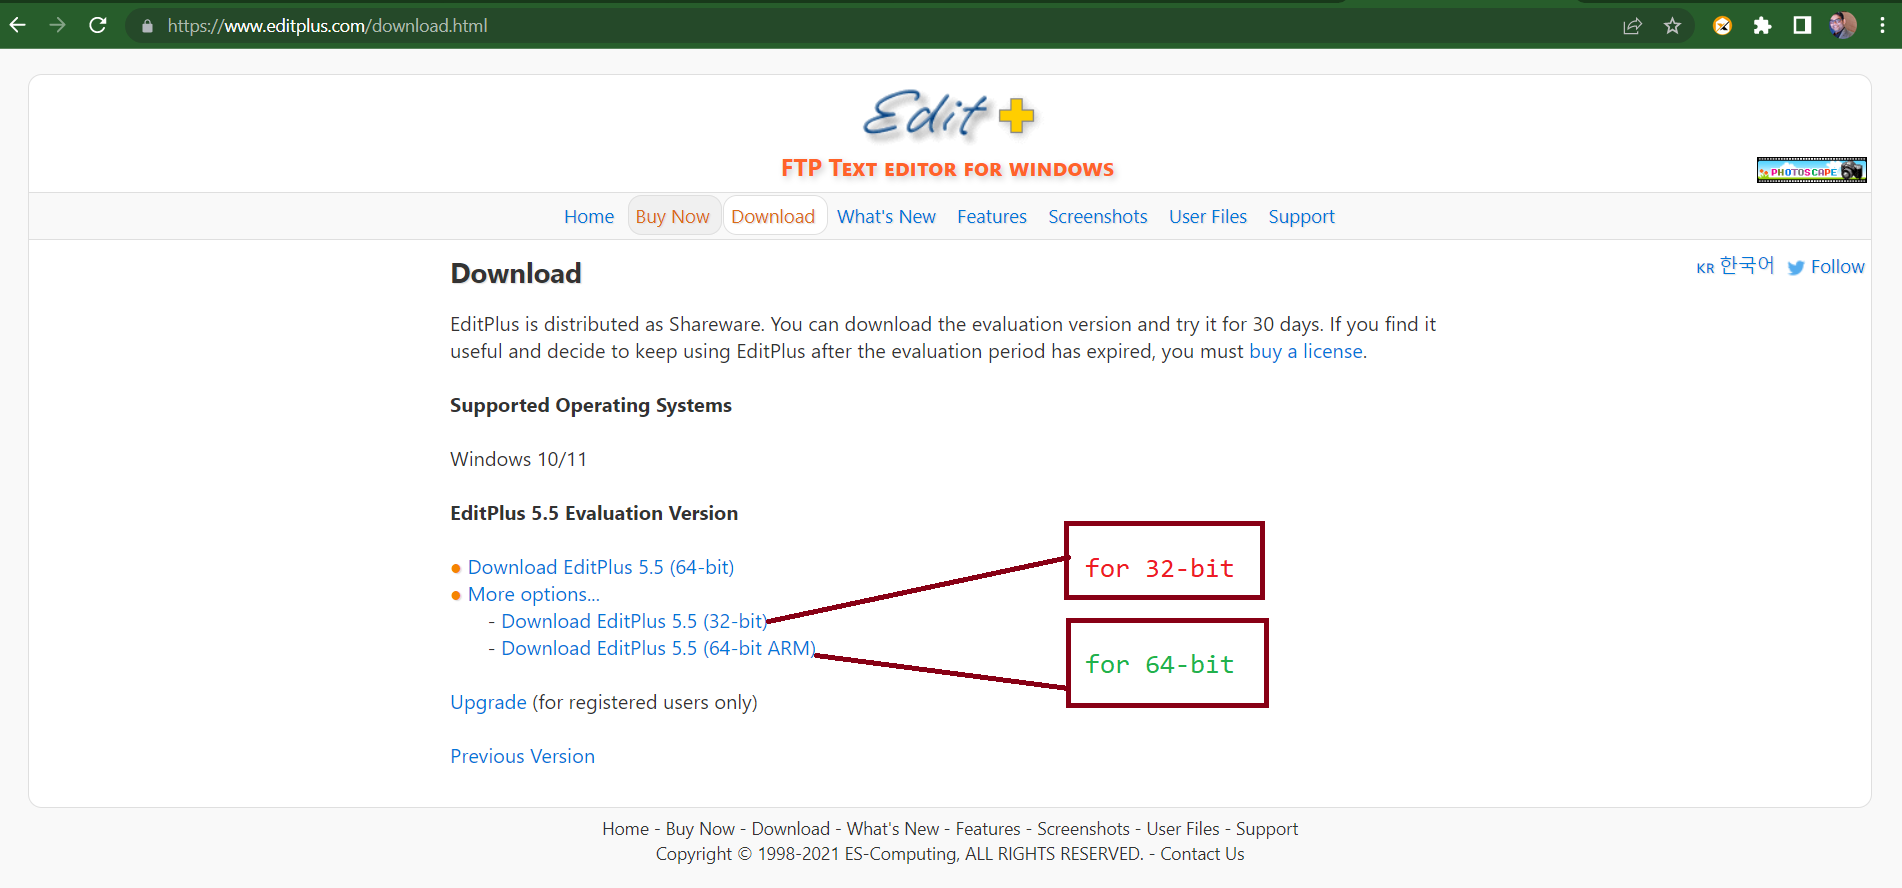 https://www.editplus.com/download.html
Edit
FTP Text editor for windows
PHOTOSCAPE
Home Buy Now Download What's New Features Screenshots User Files Support
Download
KR 한국어 Follow
EditPlus is distributed as Shareware. You can download the evaluation version and try it for 30 days. If you find it
useful and decide to keep using EditPlus after the evaluation period has expired, you must buy a license.
Supported Operating Systems
Windows 10/11
EditPlus 5.5 Evaluation Version
● Download EditPlus 5.5 (64-bit)
● More options...
- Download EditPlus 5.5 (32-bit)
- Download EditPlus 5.5 (64-bit ARM)
for 32-bit
for 64-bit
Upgrade (for registered users only)
Previous Version
Home - Buy Now - Download - What's New - Features - Screenshots - User Files - Support
Copyright © 1998-2021 ES-Computing, ALL RIGHTS RESERVED. - Contact Us